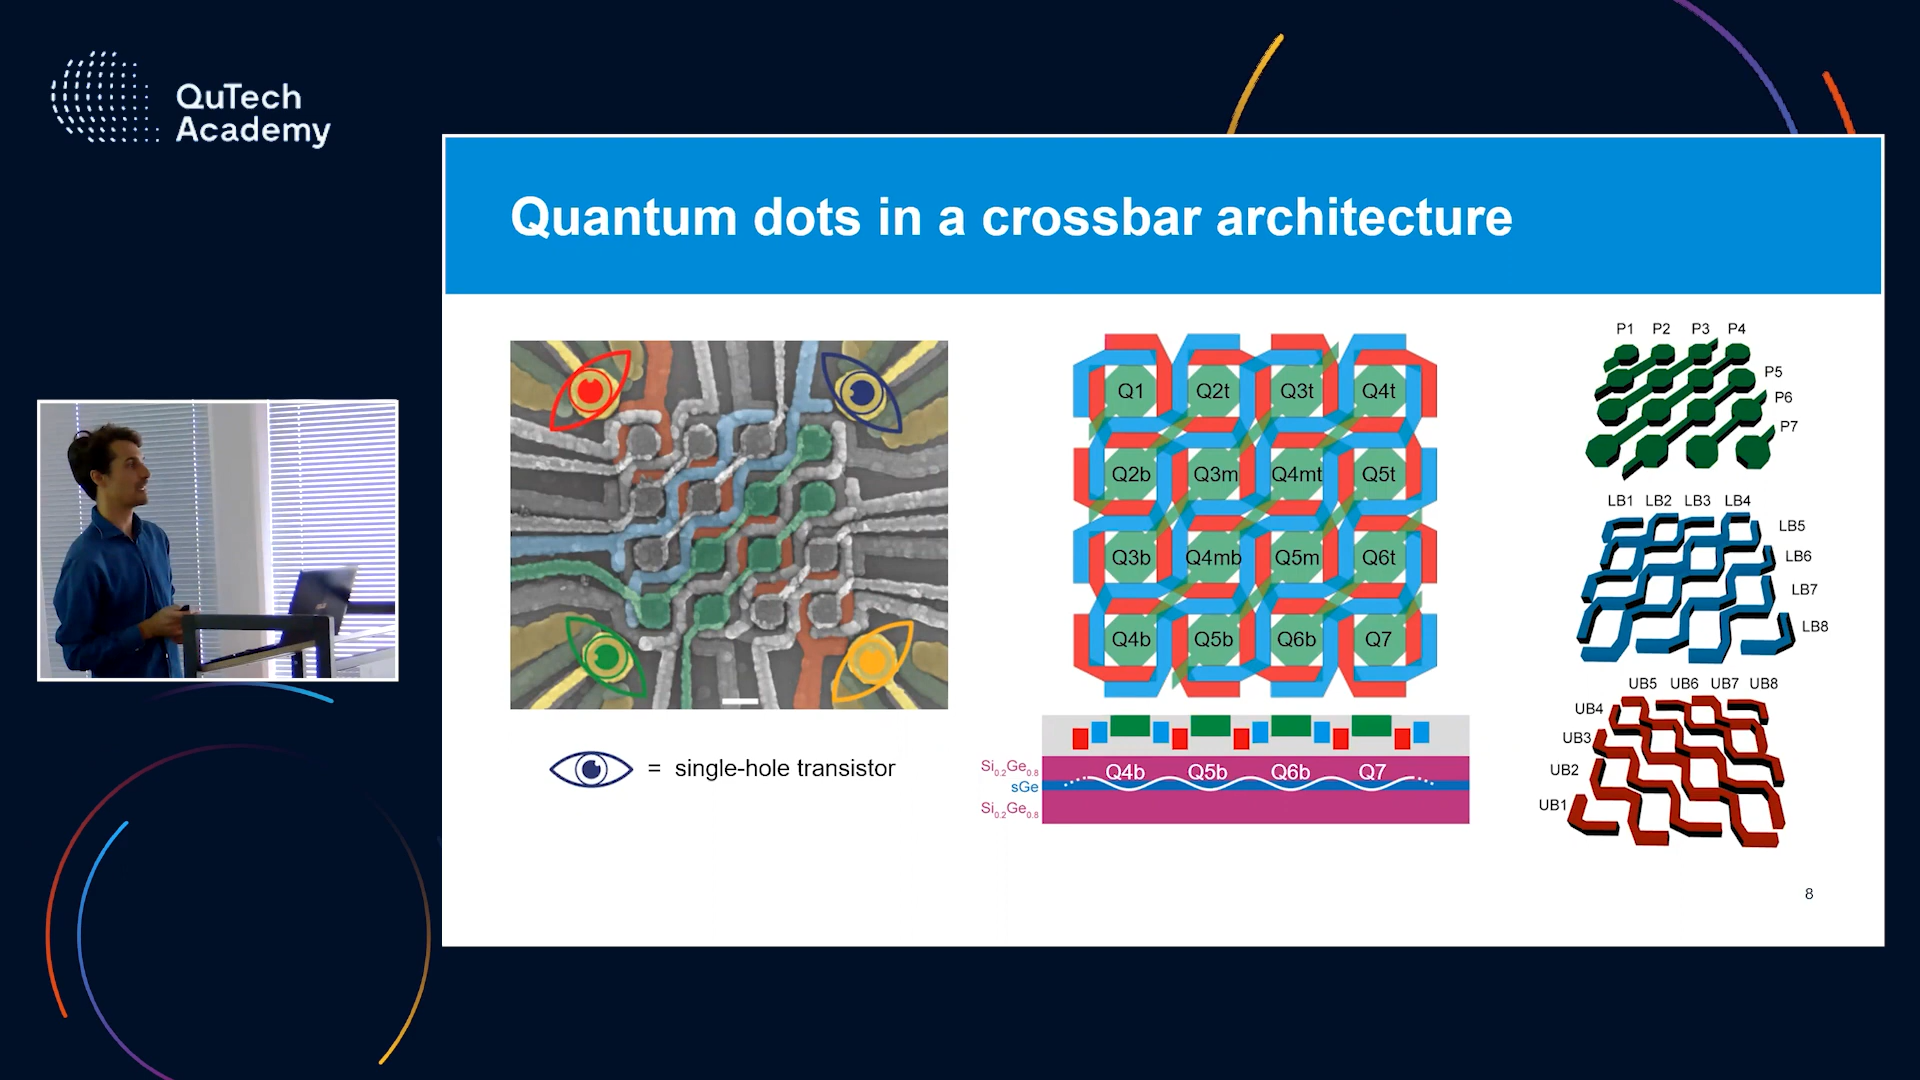 QuTech
Academy
Quantum dots in a crossbar architecture
= single-hole transistor
Q1 Q2t Q3t Q4t
Q2b Q3m Q4mt Q5t
Q3b Q4mb Q5m Q6t
Q4b Q5b Q6b Q7
Si0.2Ge0.8
sGe
Si0.2Ge0.8
Q4b Q5b Q6b Q7
P1 P2 P3 P4
P5
P6
P7
LB1 LB2 LB3 LB4
LB5
LB6
LB7
LB8
UB5 UB6 UB7 UB8
UB4
UB3
UB2
UB1
8